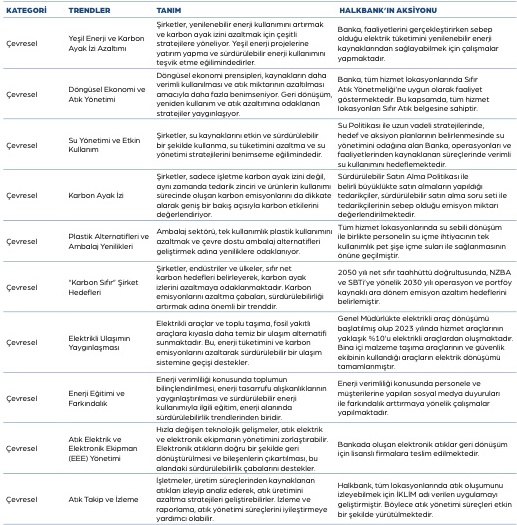 KATEGORİ TRENDLER TANIM HALKBANK'IN AKSİYONU
Çevresel
Yeşil Enerji ve Karbon
Ayak İzi Azaltımı
Şirketler, yenilenebilir enerji kullanımını artırmak
ve karbon ayak izini azaltmak için çeşitli
stratejilere yöneliyor. Yeşil enerji projelerine
yatırım yapma ve sürdürülebilir enerji kullanımını
teşvik etme eğilimindedirler.
Banka, faaliyetlerini gerçekleştirirken sebep
olduğu elektrik tüketimini yenilenebilir enerji
kaynaklarından sağlayabilmek için çalışmalar
yapmaktadır.
Çevresel
Döngüsel Ekonomi ve
Atık Yönetimi
Döngüsel ekonomi prensipleri, kaynakların daha
verimli kullanılması ve atık miktarının azaltılması
amacıyla daha fazla benimseniyor. Geri dönüşüm,
yeniden kullanım ve atık azaltımına odaklanan
stratejiler yaygınlaşıyor.
Banka, tüm hizmet lokasyonlarında Sıfır
Atık Yönetmeliği'ne uygun olarak faaliyet
göstermektedir. Bu kapsamda, tüm hizmet
lokasyonları Sıfır Atık belgesine sahiptir.
Çevresel
Su Yönetimi ve Etkin
Kullanım
Şirketler, su kaynaklarını etkin ve sürdürülebilir
bir şekilde kullanma, su tüketimini azaltma ve su
yönetimi stratejilerini benimseme eğilimindedir.
Su Politikası ile uzun vadeli stratejilerinde,
hedef ve aksiyon planlarının belirlenmesinde su
yönetimini odağına alan Banka, operasyonları ve
faaliyetlerinden kaynaklanan süreçlerinde verimli
su kullanımını hedeflemektedir.
Çevresel
Karbon Ayak İzi
Şirketler, sadece işletme karbon ayak izini değil,
aynı zamanda tedarik zinciri ve ürünlerin kullanımı
sürecinde oluşan karbon emisyonlarını da dikkate
alarak geniş bir bakış açısıyla karbon etkilerini
değerlendiriyor.
Sürdürülebilir Satın Alma Politikası ile
belirli büyüklükte satın almaların yapıldığı
tedarikçiler, sürdürülebilir satın alma soru seti ile
tedarikçilerinin sebep olduğu emisyon miktarı
değerlendirilmektedir.
Çevresel
Plastik Alternatifleri ve
Ambalaj Yenilikleri
Ambalaj sektörü, tek kullanımlık plastik kullanımını
azaltmak ve çevre dostu ambalaj alternatifleri
geliştirmek adına yeniliklere odaklanıyor.
Tüm hizmet lokasyonlarında su sebili dönüşüm
ile birlikte personelin su içme ihtiyacının tek
kullanımlık pet şişe içme suları ile sağlanmasının
önüne geçilmiştir.
Çevresel
"Karbon Sıfır" Şirket
Hedefleri
Şirketler, endüstriler ve ülkeler, sıfır net
karbon hedefleri belirleyerek, karbon ayak
izlerini azaltmaya odaklanmaktadır. Karbon
emisyonlarını azaltma çabaları, sürdürülebilirliği
artırmak adına önemli bir trenddir.
2050 yılı net sıfır taahhüttü doğrultusunda, NZBA
ve SBTi'ye yönelik 2030 yılı operasyon ve portföy
kaynaklı ara dönem emisyon azaltım hedeflerini
belirlemiştir.
Çevresel
Elektrikli Ulaşımın
Yaygınlaşması
Elektrikli araçlar ve toplu taşıma, fosil yakıtlı
araçlara kıyasla daha temiz bir ulaşım alternatifi
sunmaktadır. Bu, enerji tüketimini ve karbon
emisyonlarını azaltarak sürdürülebilir bir ulaşım
sistemine geçişi destekler.
Genel Müdürlükte elektrikli araç dönüşümü
başlatılmış olup 2023 yılında hizmet araçlarının
yaklaşık %10'u elektrikli araçlardan oluşmaktadır.
Bina içi malzeme taşıma araçlarının ve güvenlik
ekibinin kullandığı araçların elektrik dönüşümü
tamamlanmıştır.
Çevresel
Enerji Eğitimi ve
Farkındalık
Enerji verimliliği konusunda toplumun
bilinçlendirilmesi, enerji tasarrufu alışkanlıklarının
yaygınlaştırılması ve sürdürülebilir enerji
kullanımıyla ilgili eğitim, enerji alanında
sürdürülebilirlik trendlerinden biridir.
Enerji verimliliği konusunda personele ve
müşterilerine yapılan sosyal medya duyuruları
ile farkındalık arttırmaya yönelik çalışmalar
yapılmaktadır.
Çevresel
Atık Elektrik ve
Elektronik Ekipman
(EEE) Yönetimi
Hızla değişen teknolojik gelişmeler, atık elektrik
ve elektronik ekipmanın yönetimini zorlaştırabilir.
Elektronik atıkların doğru bir şekilde geri
dönüştürülmesi ve bileşenlerin çıkartılması, bu
alandaki sürdürülebilirlik çabalarını destekler.
Bankada oluşan elektronik atıklar geri dönüşüm
için lisanslı firmalara teslim edilmektedir.
Çevresel
Atık Takip ve İzleme
İşletmeler, üretim süreçlerinden kaynaklanan
atıkları izleyip analiz ederek, atık üretimini
azaltma stratejileri geliştirebilirler. İzleme ve
raporlama, atık yönetimi süreçlerini iyileştirmeye
yardımcı olabilir.
Halkbank, tüm lokasyonlarında atık oluşumunu
izleyebilmek için İKLİM adı verilen uygulamayı
geliştirmiştir. Böylece atık yönetimi süreçleri etkin
bir şekilde yürütülmektedir.